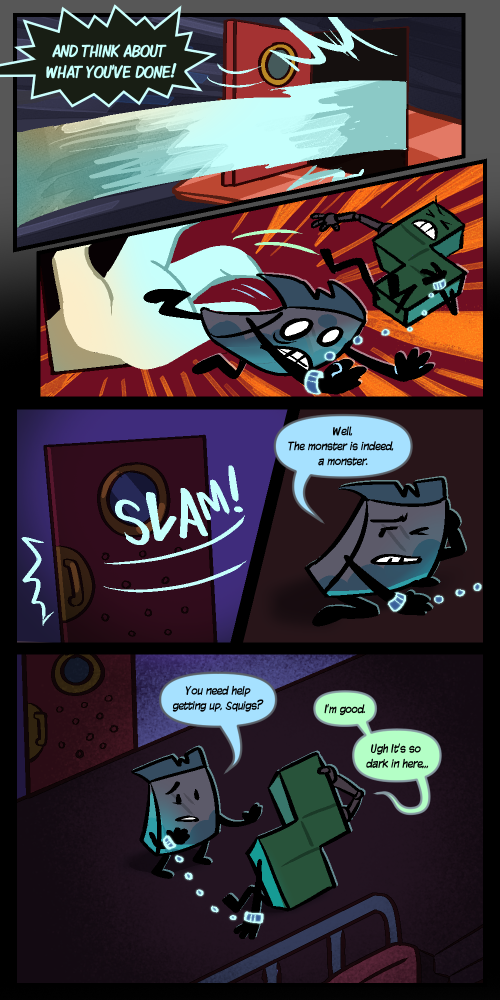 AND THINK ABOUT
WHAT YOU'VE DONE!
SLAM!
Well,
The monster is indeed,
a monster.
You need help
getting up, Squigs?
I'm good.
Ugh It's so
dark in here...